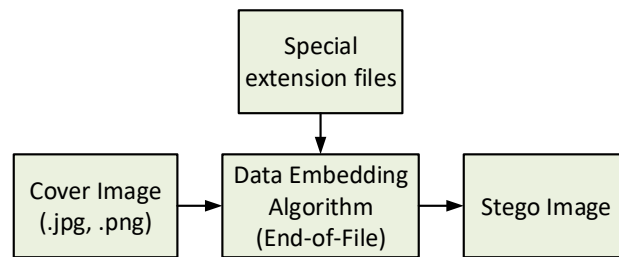 Special
extension files
Cover Image
(.jpg, .png)
Data Embedding
Algorithm
(End-of-File)
Stego Image